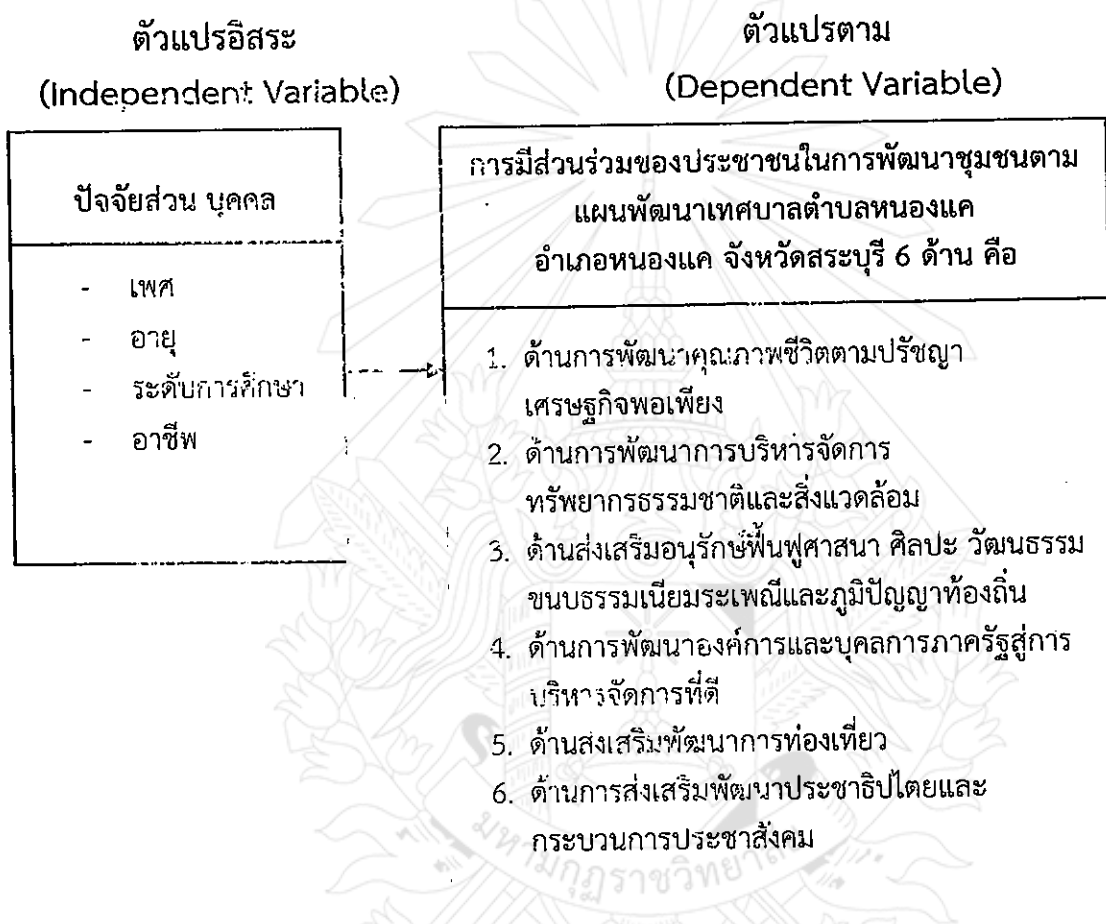 ตัวแปรอิสระ
(Independent Variable)
ปัจจัยส่วน บุคคล
- เพศ
- อายุ
- ระดับการศึกษา
- อาชีพ
ตัวแปรตาม
(Dependent Variable)
การมีส่วนร่วมของประชาชนในการพัฒนาชุมชนตาม
แผนพัฒนาเทศบาลตำบลหนองแค
อำเภอหนองแค จังหวัดสระบุรี 6 ด้าน คือ
1. ด้านการพัฒนาคุณภาพชีวิตตามปรัชญา
เศรษฐกิจพอเพียง
2. ด้านการพัฒนาการบริหารจัดการ
ทรัพยากรธรรมชาติและสิ่งแวดล้อม
3. ด้านส่งเสริมอนุรักษ์ฟื้นฟูศาสนา ศิลปะ วัฒนธรรม
ขนบธรรมเนียมระเพณีและภูมิปัญญาท้องถิ่น
4. ด้านการพัฒนาองค์การและบุคลการภาครัฐสู่การ
บริหารจัดการที่ดี
5. ด้านส่งเสริมพัฒนาการท่องเที่ยว
6. ด้านการส่งเสริมพัฒนาประชาธิปไตยและ
กระบวนการประชาสังคม